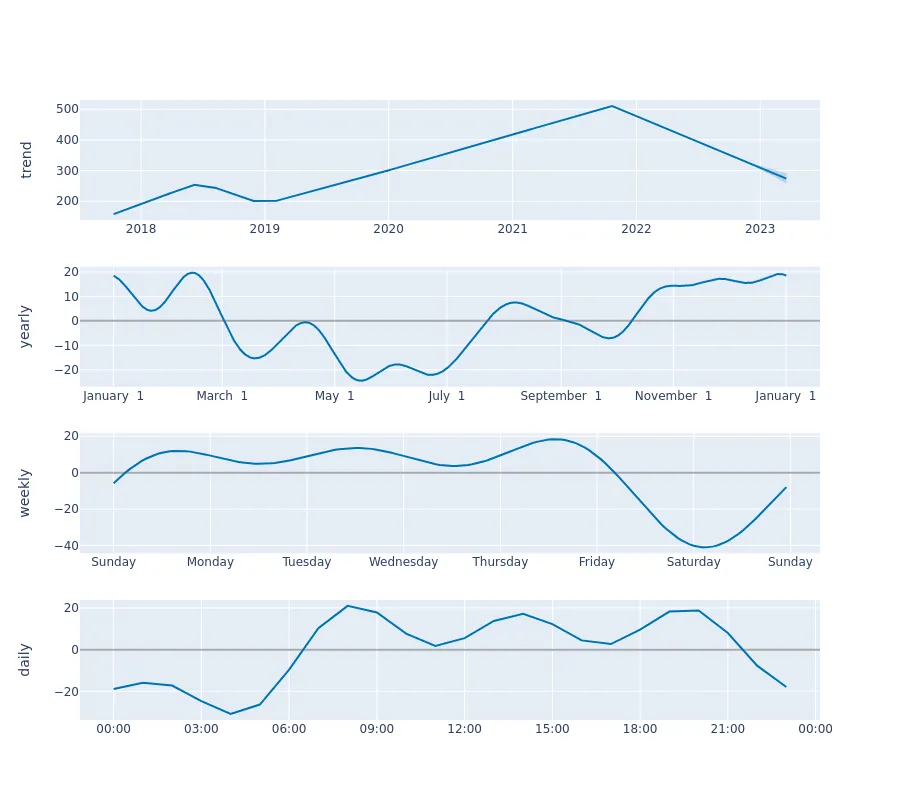 trend
500
400
300
200
2018 2019 2020 2021 2022 2023
yearly
20
10
0
−10
−20
January 1 March 1 May 1 July 1 September 1 November 1 January 1
weekly
20
0
−20
−40
Sunday Monday Tuesday Wednesday Thursday Friday Saturday Sunday
daily
20
0
−20
00:00 03:00 06:00 09:00 12:00 15:00 18:00 21:00 00:00